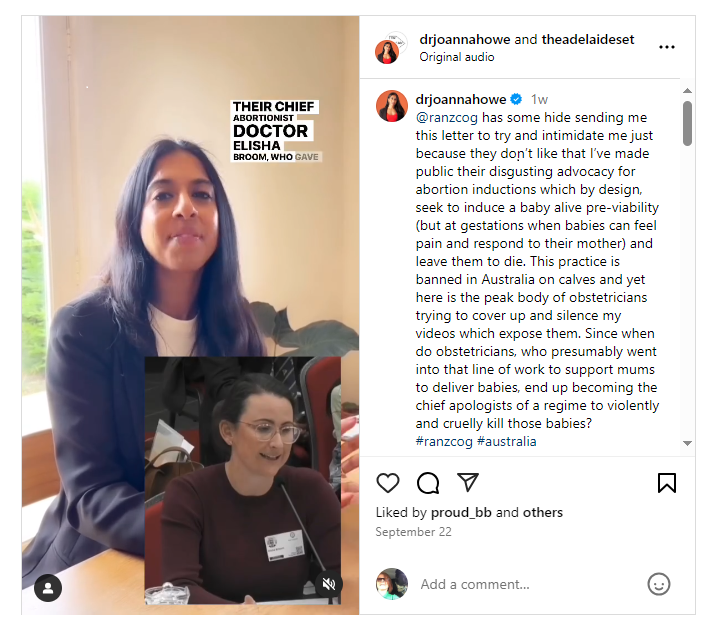 THEIR CHIEF
ABORTIONIST
DOCTOR
ELISHA
BROOM, WHO GAVE
drjoannahowe and theadelaideset
Original audio
drjoannahowe 1w
@ranzcog has some hide sending me
this letter to try and intimidate me just
because they don't like that I've made
public their disgusting advocacy for
abortion inductions which by design,
seek to induce a baby alive pre-viability
(but at gestations when babies can feel
pain and respond to their mother) and
leave them to die. This practice is
banned in Australia on calves and yet
here is the peak body of obstetricians
trying to cover up and silence my
videos which expose them. Since when
do obstetricians, who presumably went
into that line of work to support mums
to deliver babies, end up becoming the
chief apologists of a regime to violently
and cruelly kill those babies?
#ranzcog #australia
Liked by proud_bb and others
September 22
Add a comment...